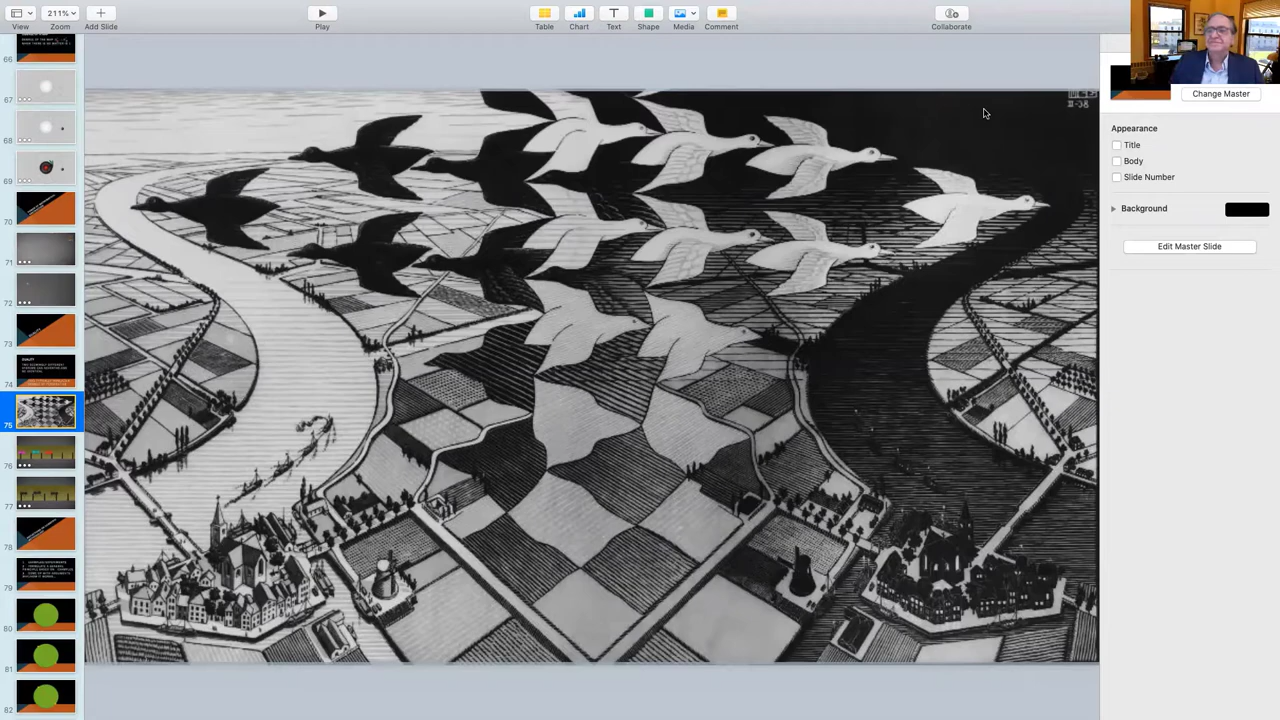 211%
View
Zoom
Add Slide
Play
Table
Chart
Text
Shape
Media
Comment
Collaborate
Change Master
Appearance
Title
Body
Slide Number
Background
Edit Master Slide
66
67
68
69
70
71
72
73
74
DUALITY
75
76
77
78
79
80
81
82